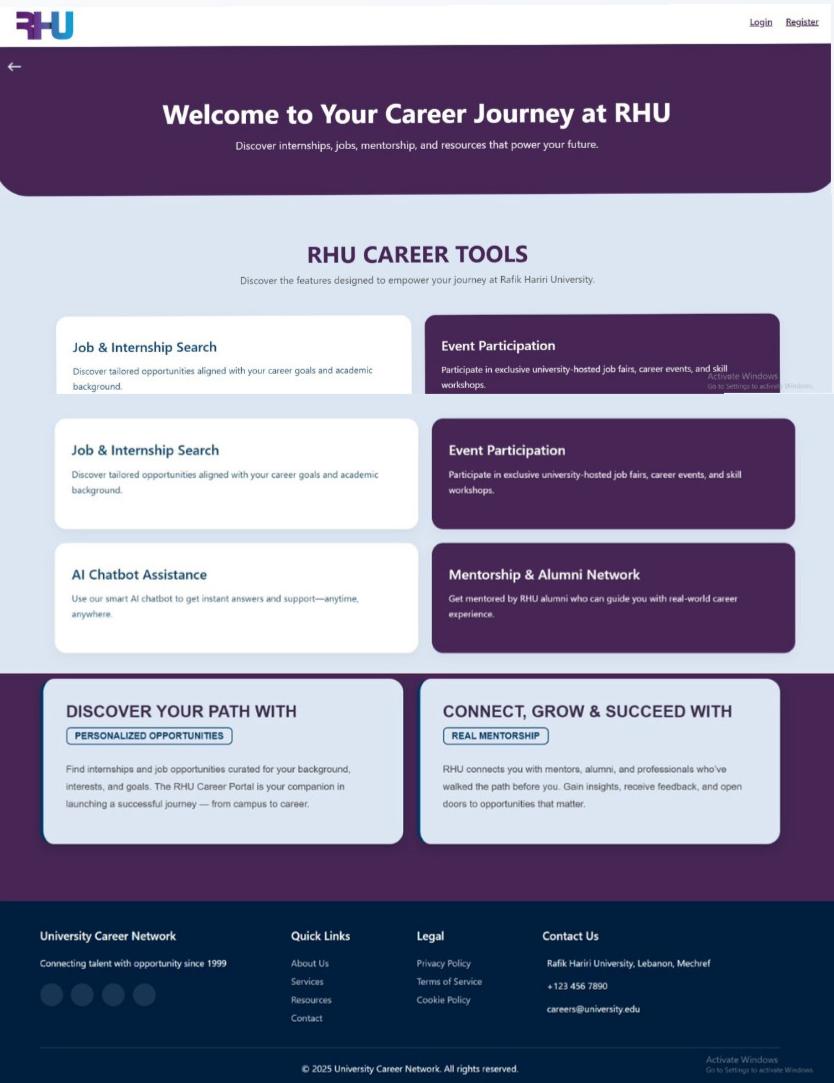 RHU
Login Register
←
Welcome to Your Career Journey at RHU
Discover internships, jobs, mentorship, and resources that power your future.
RHU CAREER TOOLS
Discover the features designed to empower your journey at Rafik Hariri University.
Job & Internship Search
Discover tailored opportunities aligned with your career goals and academic
background.
Event Participation
Participate in exclusive university-hosted job fairs, career events, and skill
workshops.
Activate Windows
Go to Settings to activate Windows.
Job & Internship Search
Discover tailored opportunities aligned with your career goals and academic
background.
Event Participation
Participate in exclusive university-hosted job fairs, career events, and skill
workshops.
AI Chatbot Assistance
Use our smart AI chatbot to get instant answers and support—anytime,
anywhere.
Mentorship & Alumni Network
Get mentored by RHU alumni who can guide you with real-world career
experience.
DISCOVER YOUR PATH WITH
PERSONALIZED OPPORTUNITIES
Find internships and job opportunities curated for your background,
interests, and goals. The RHU Career Portal is your companion in
launching a successful journey — from campus to career.
CONNECT, GROW & SUCCEED WITH
REAL MENTORSHIP
RHU connects you with mentors, alumni, and professionals who've
walked the path before you. Gain insights, receive feedback, and open
doors to opportunities that matter.
University Career Network
Connecting talent with opportunity since 1999
Quick Links
About Us
Services
Resources
Contact
Legal
Privacy Policy
Terms of Service
Cookie Policy
Contact Us
Rafik Hariri University, Lebanon, Mechref
+123 456 7890
careers@university.edu
© 2025 University Career Network. All rights reserved.
Activate Windows
Go to Settings to activate Windows.